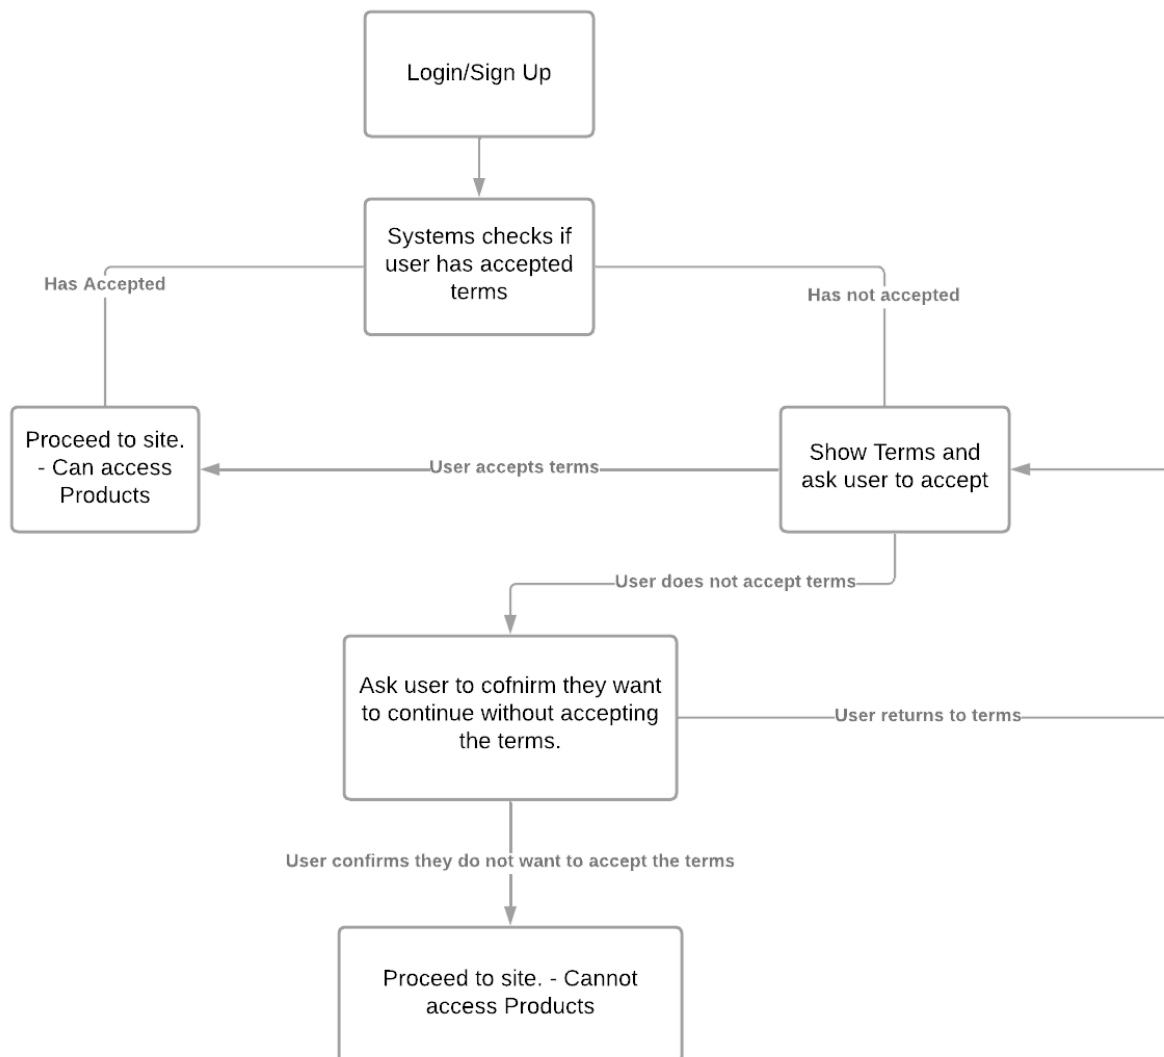 Login/Sign Up
Systems checks if
user has accepted
terms
Has Accepted
Has not accepted
Proceed to site.
- Can access
Products
User accepts terms
Show Terms and
ask user to accept
User does not accept terms
Ask user to cofnirm they want
to continue without accepting
the terms.
User returns to terms
User confirms they do not want to accept the terms
Proceed to site. - Cannot
access Products